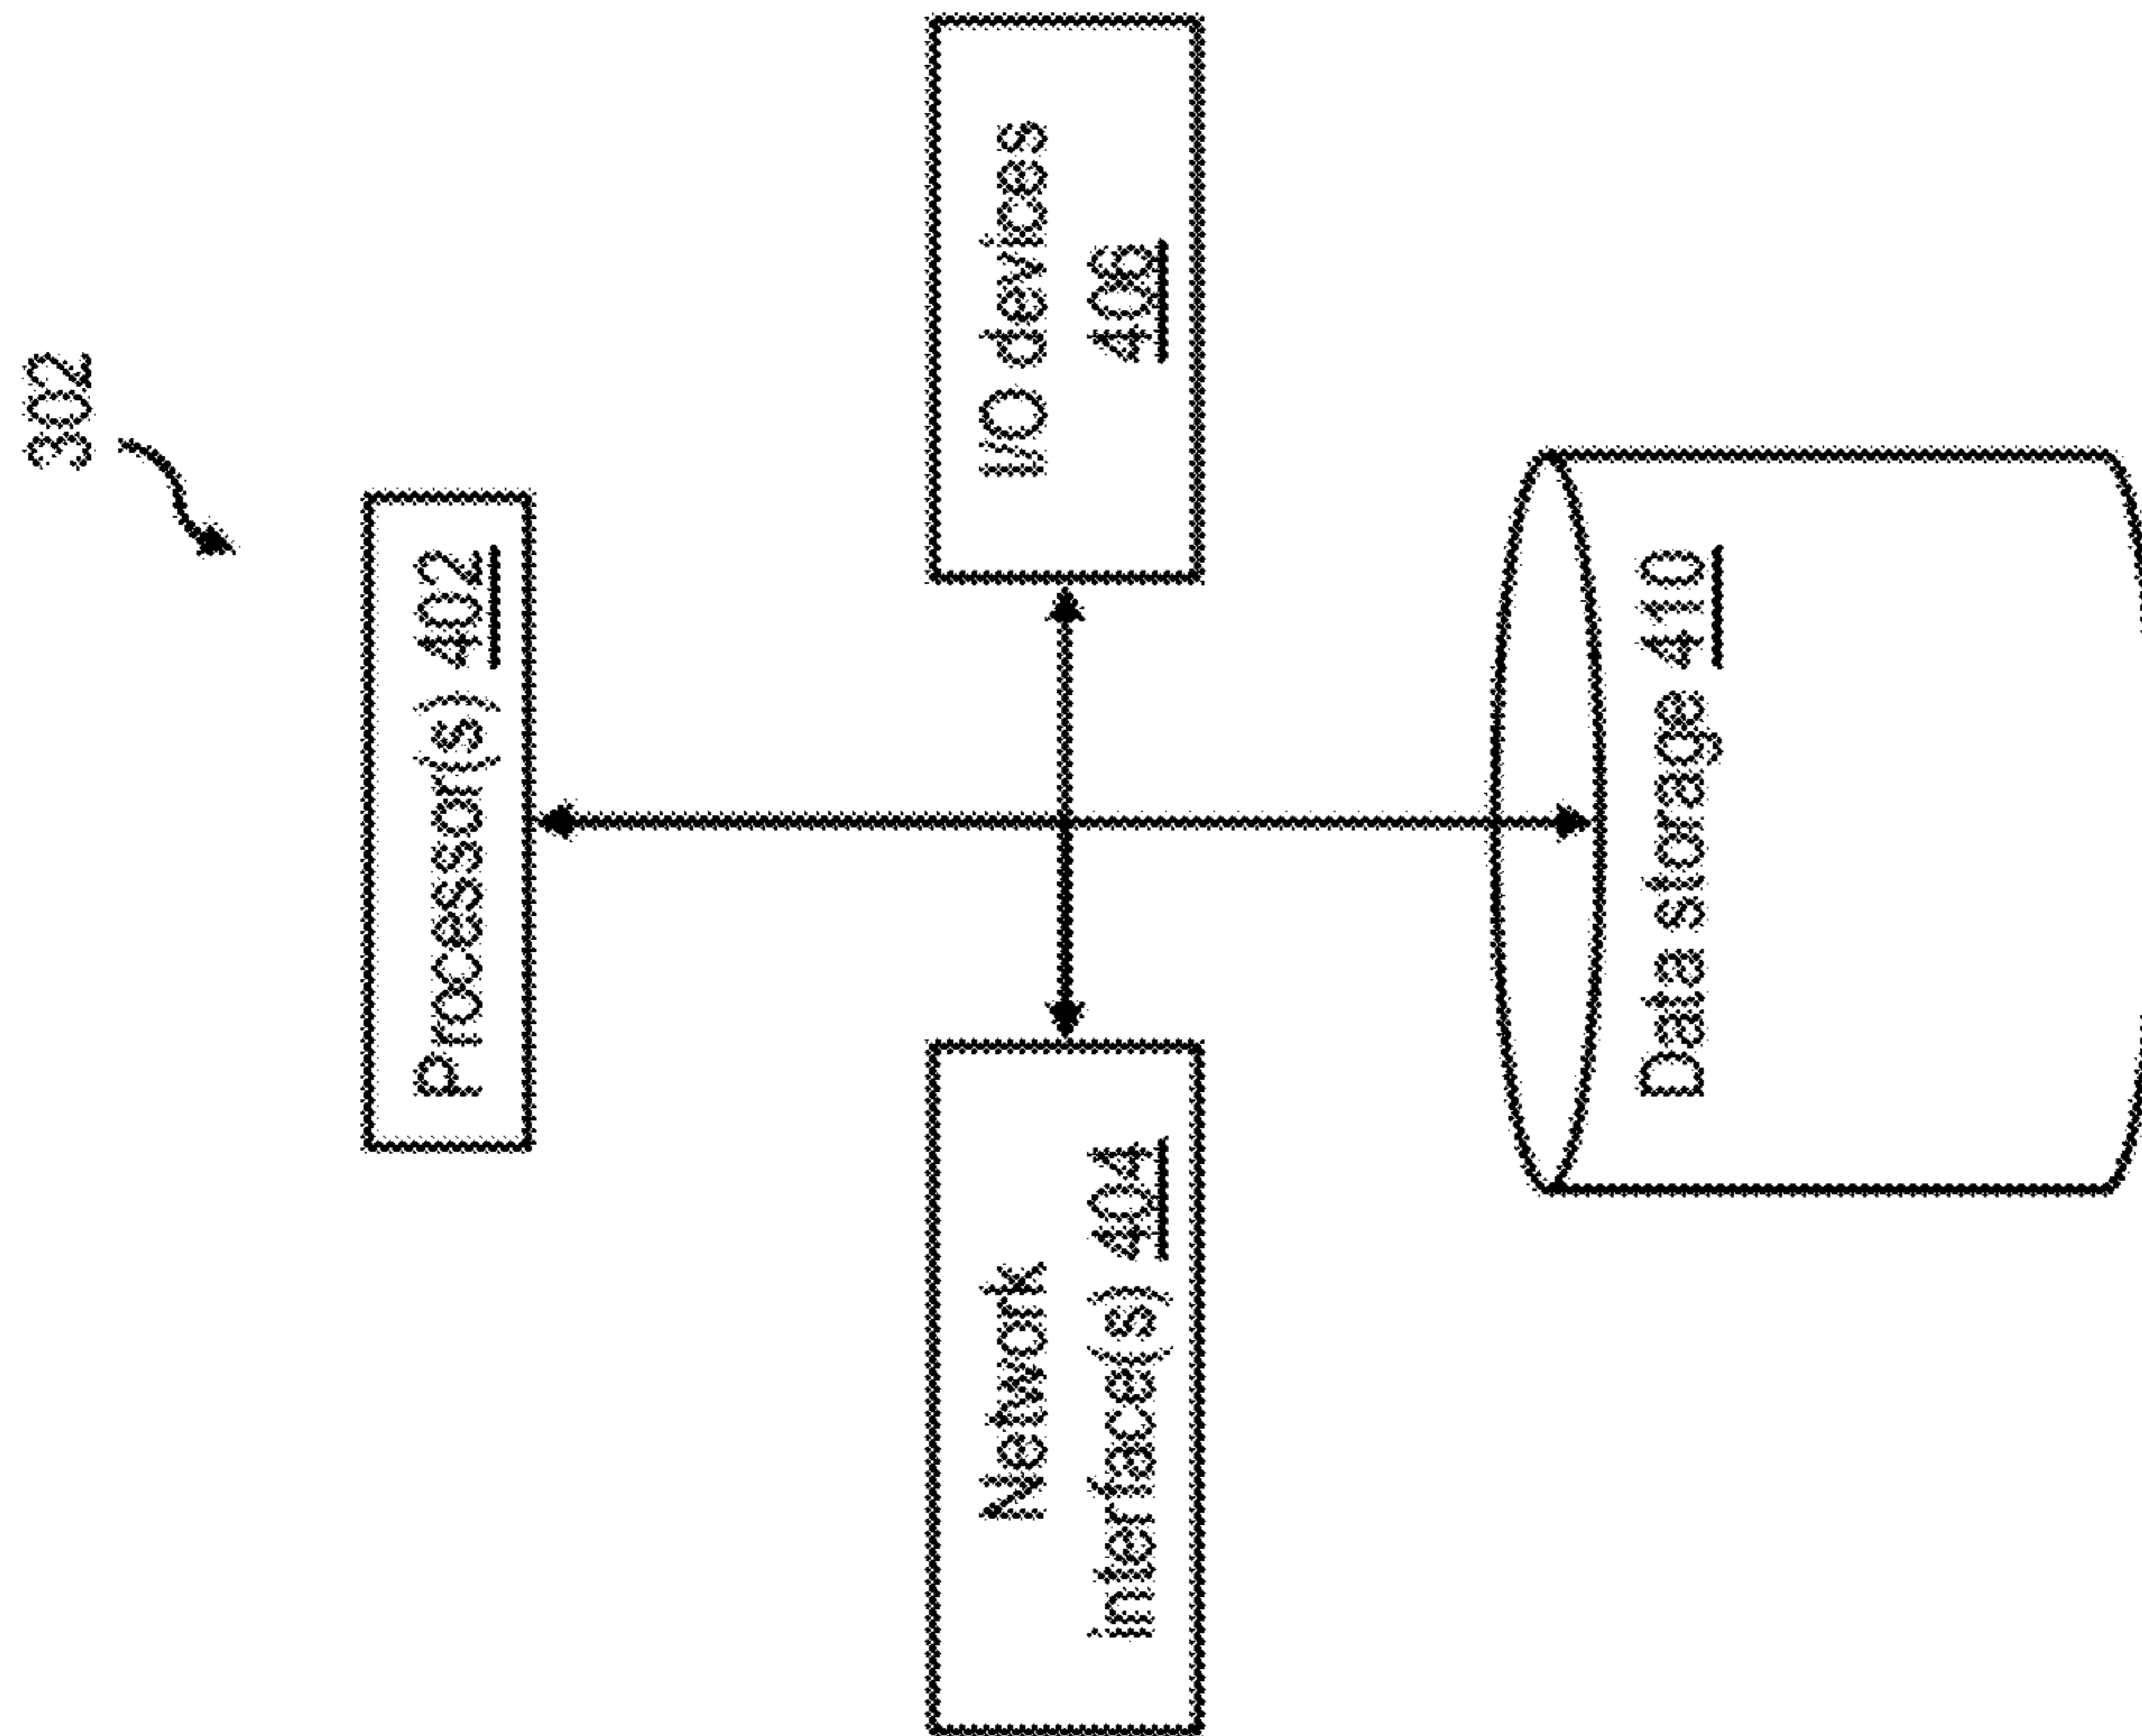 302
Processor(s) 402
Network
interface(s) 404
I/O devices
406
Data storage 410